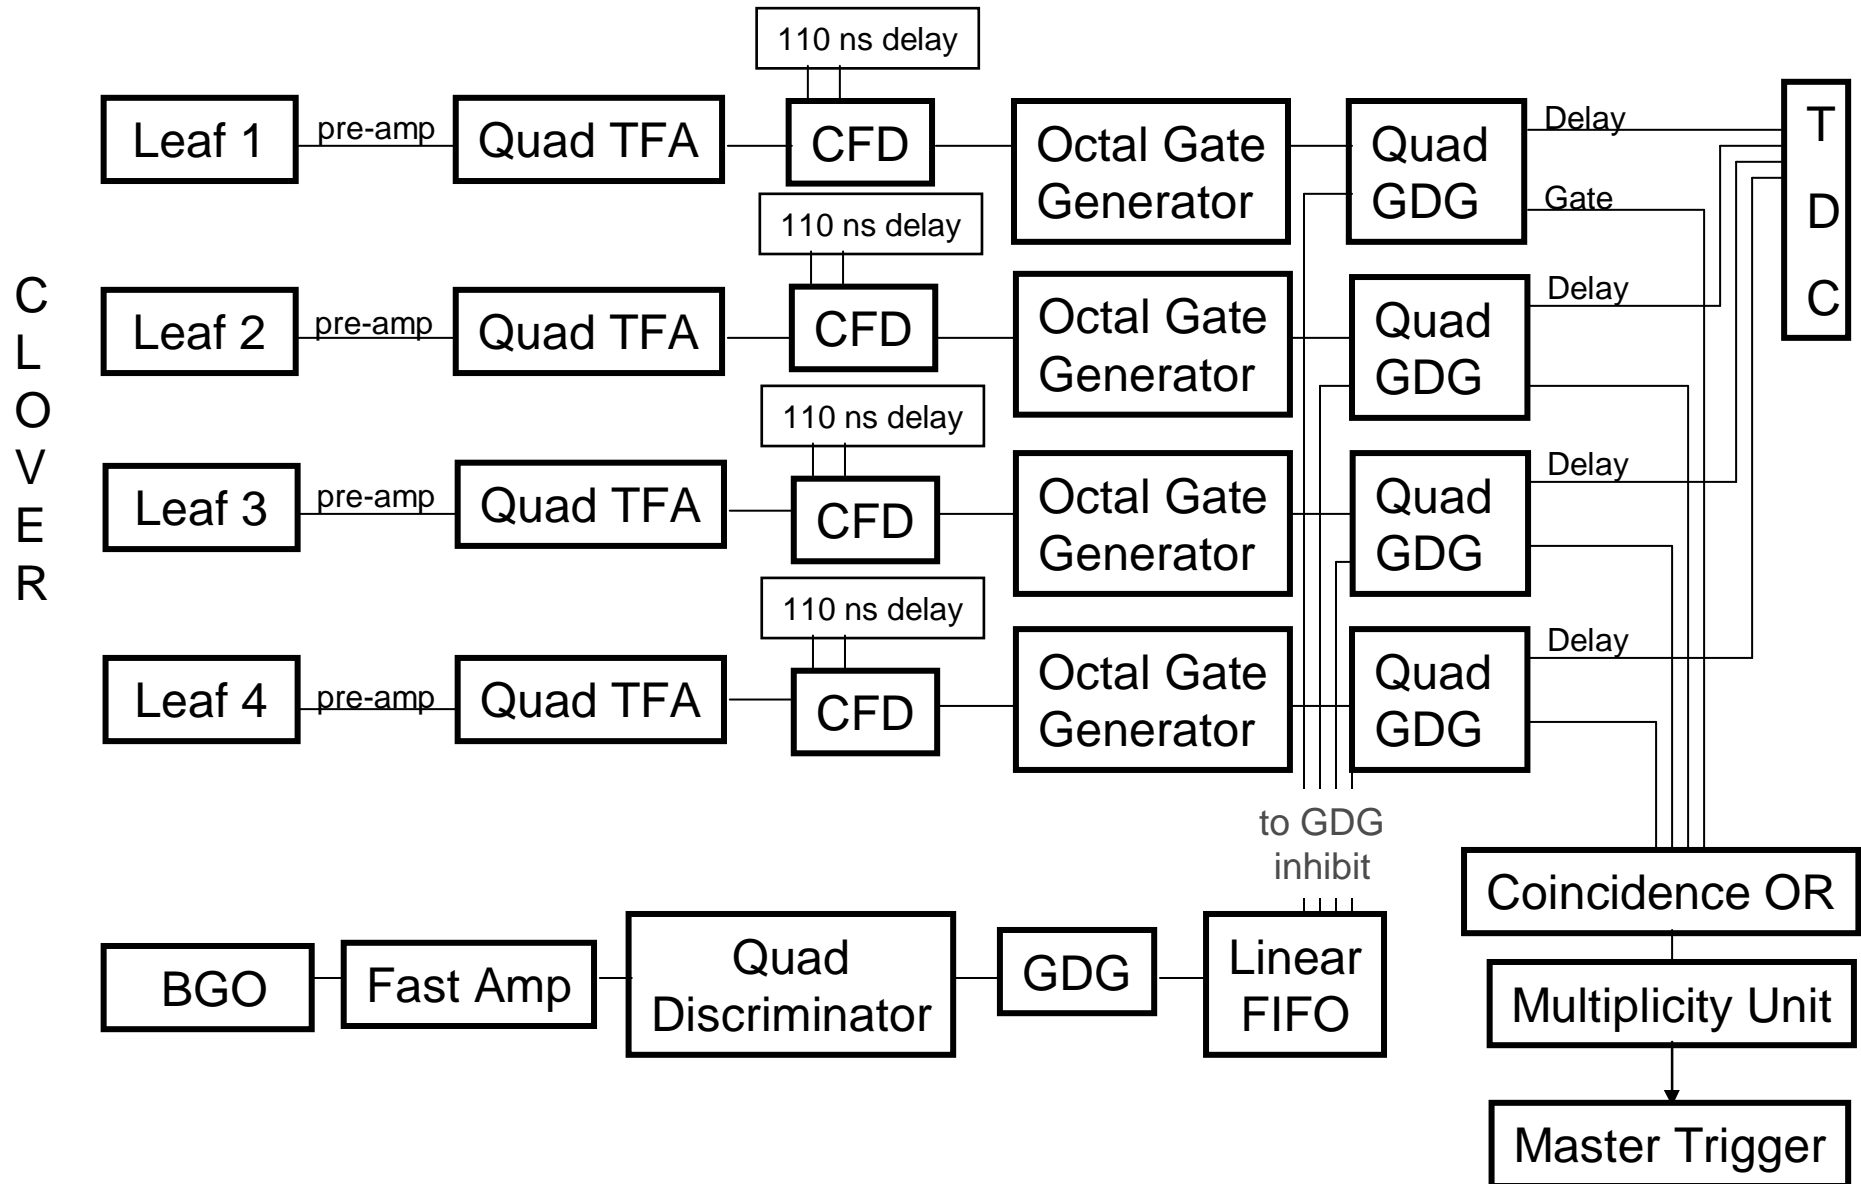 110 ns delay
Leaf 1
pre-amp
Quad TFA
CFD
Octal Gate
Generator
Quad
GDG
Delay
Gate
T
D
C
110 ns delay
C
L
O
V
E
R
Leaf 2
pre-amp
Quad TFA
CFD
Octal Gate
Generator
Quad
GDG
Delay
110 ns delay
Leaf 3
pre-amp
Quad TFA
CFD
Octal Gate
Generator
Quad
GDG
Delay
110 ns delay
Leaf 4
pre-amp
Quad TFA
CFD
Octal Gate
Generator
Quad
GDG
Delay
to GDG
inhibit
BGO
Fast Amp
Quad
Discriminator
GDG
Linear
FIFO
Coincidence OR
Multiplicity Unit
Master Trigger